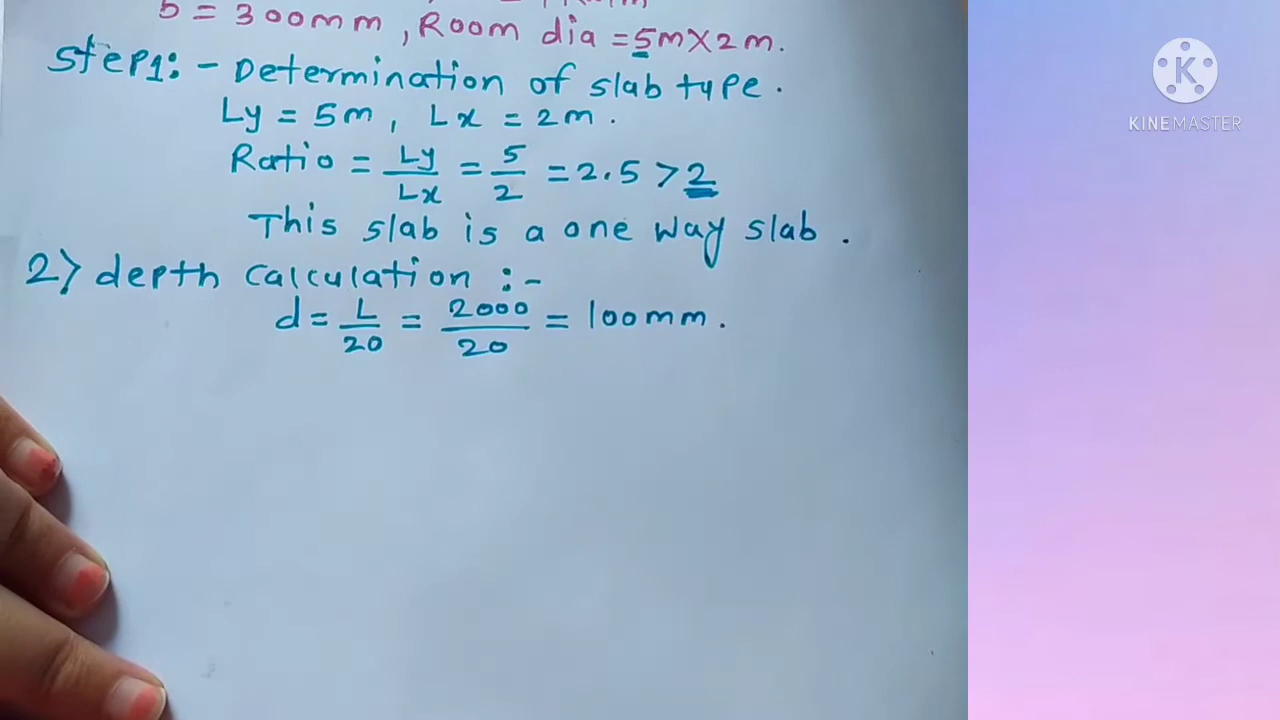 b = 300mm, Room dia = 5m X 2m.
Step1: - Determination of slab type.
Ly = 5m, Lx = 2m.
Ratio = Ly/Lx = 5/2 = 2.5 > 2
This slab is a one way slab.
2) depth calculation :-
d = L/20 = 2000/20 = 100mm.
KINEMASTER